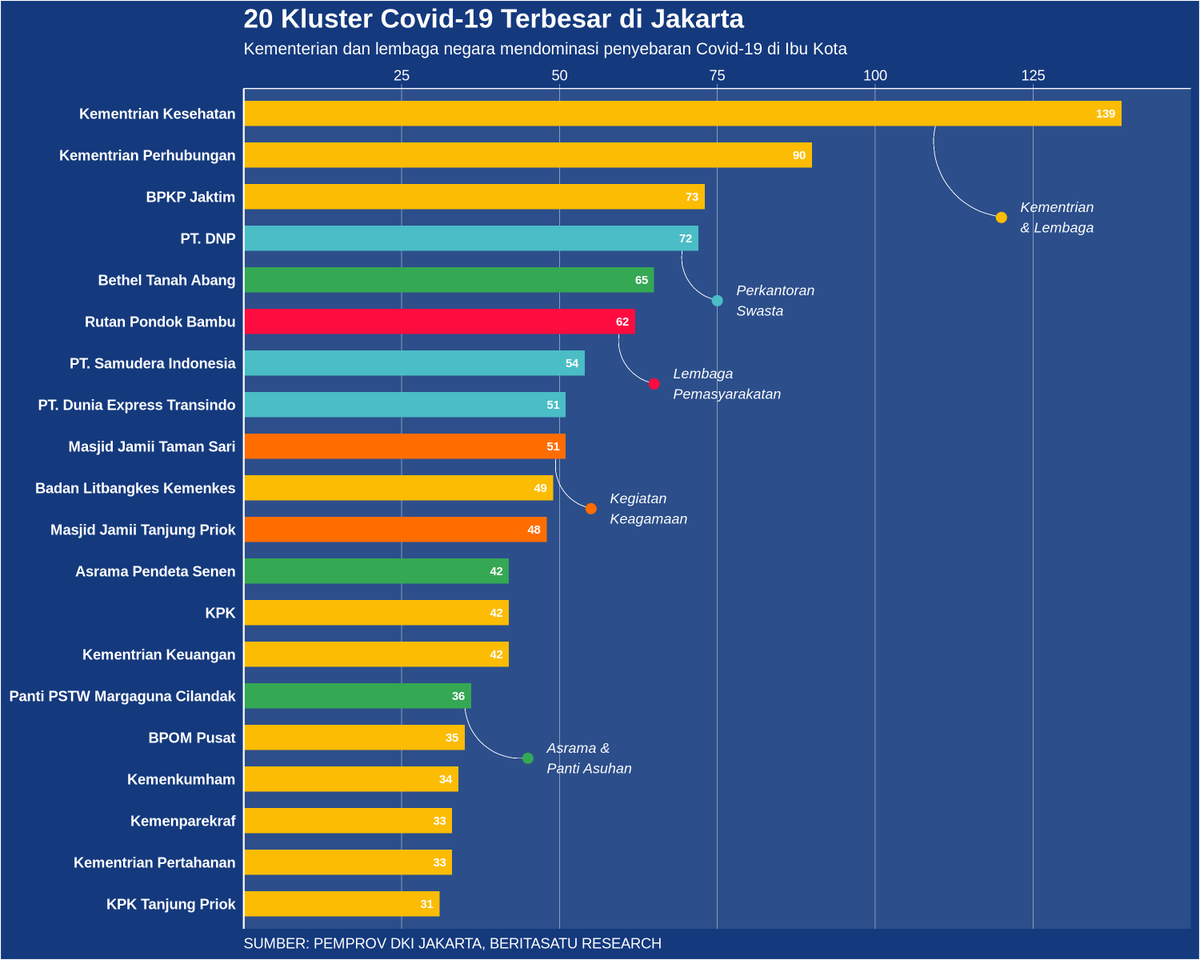 20 Kluster Covid-19 Terbesar di Jakarta
Kementerian dan lembaga negara mendominasi penyebaran Covid-19 di Ibu Kota
25 50 75 100 125
Kementrian Kesehatan 139
Kementrian Perhubungan 90
BPKP Jaktim 73
Kementrian
& Lembaga
PT. DNP 72
Bethel Tanah Abang 65
Perkantoran
Swasta
Rutan Pondok Bambu 62
PT. Samudera Indonesia 54
Lembaga
Pemasyarakatan
PT. Dunia Express Transindo 51
Masjid Jamii Taman Sari 51
Badan Litbangkes Kemenkes 49
Kegiatan
Keagamaan
Masjid Jamii Tanjung Priok 48
Asrama Pendeta Senen 42
KPK 42
Kementrian Keuangan 42
Panti PSTW Margaguna Cilandak 36
BPOM Pusat 35
Asrama &
Panti Asuhan
Kemenkumham 34
Kemenparekraf 33
Kementrian Pertahanan 33
KPK Tanjung Priok 31
SUMBER: PEMPROV DKI JAKARTA, BERITASATU RESEARCH